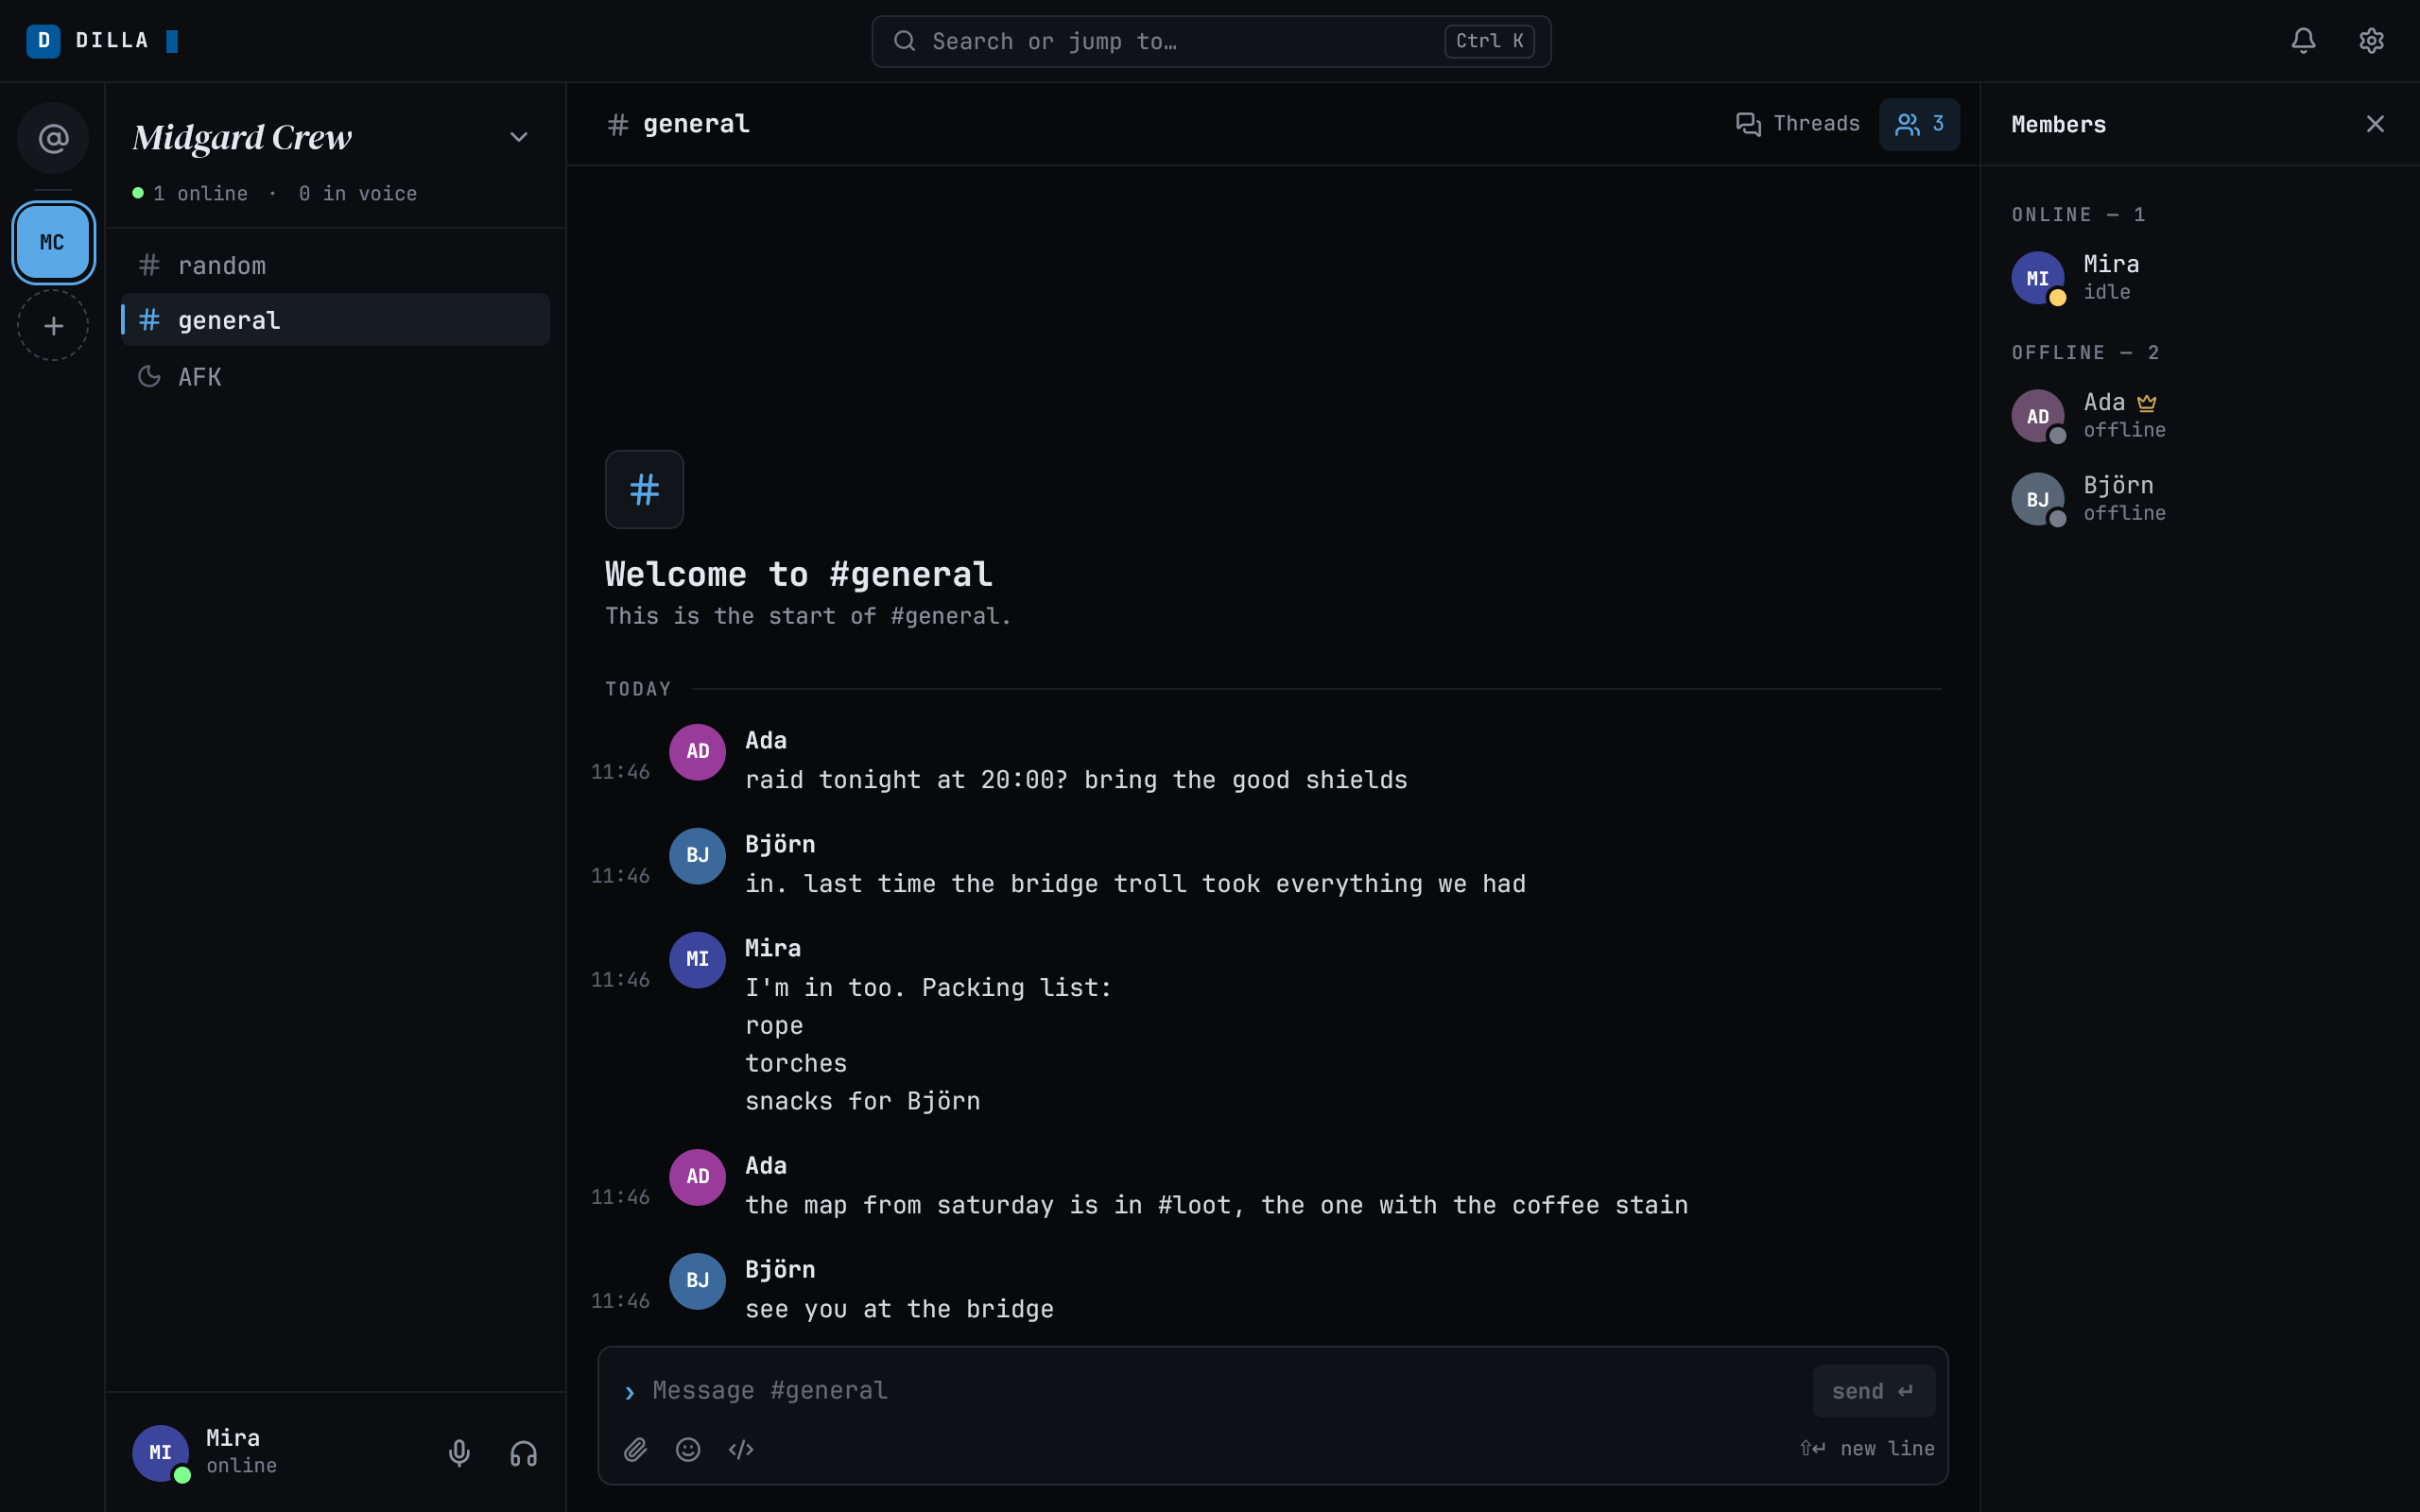 D DILLA
Search or jump to… Ctrl K
@
MC
+
Midgard Crew
1 online · 0 in voice
# random
# general
AFK
Mira
MI
online
# general
Threads
3
#
Welcome to #general
This is the start of #general.
TODAY
AD Ada
11:46 raid tonight at 20:00? bring the good shields
BJ Björn
11:46 in. last time the bridge troll took everything we had
MI Mira
11:46 I'm in too. Packing list:
rope
torches
snacks for Björn
AD Ada
11:46 the map from saturday is in #loot, the one with the coffee stain
BJ Björn
11:46 see you at the bridge
› Message #general
send ↵
</>
⇧↵ new line
Members
ONLINE — 1
MI Mira
idle
OFFLINE — 2
AD Ada
offline
BJ Björn
offline